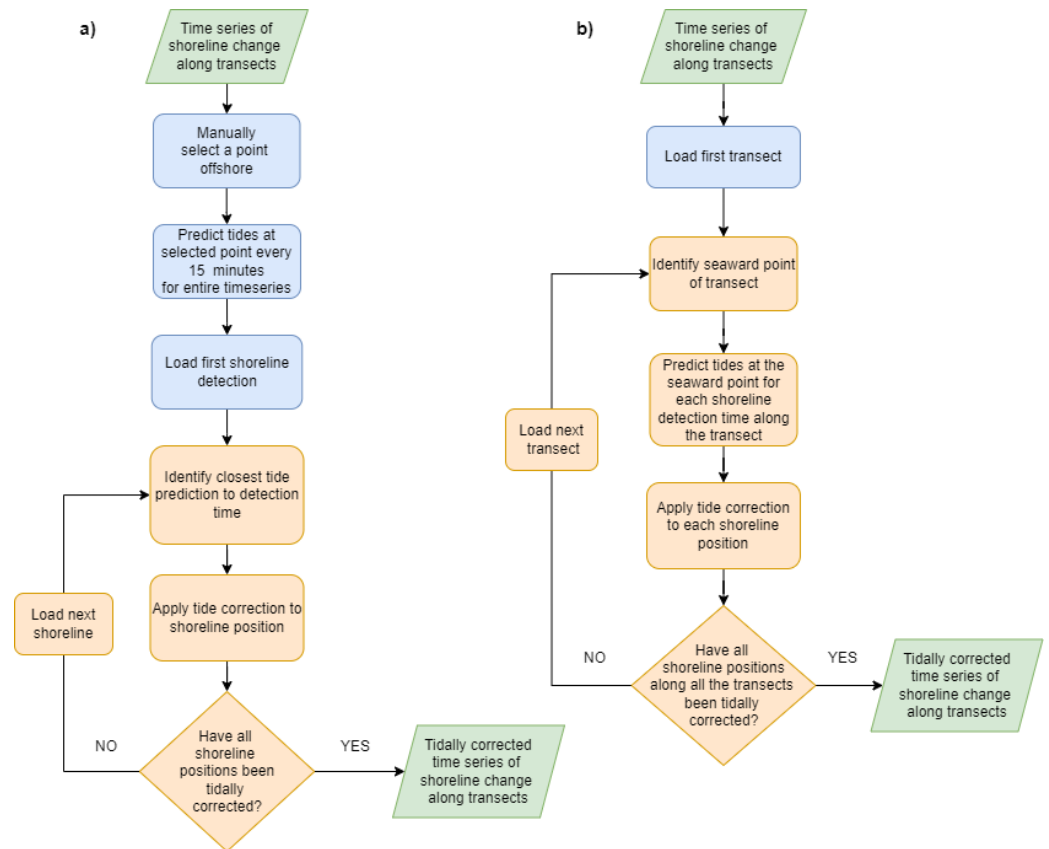 a)
Time series of
shoreline change
along transects
Manually
select a point
offshore
Predict tides at
selected point every
15 minutes
for entire timeseries
Load first shoreline
detection
Identify closest tide
prediction to detection
time
Load next
shoreline
Apply tide correction to
shoreline position
Have all
shoreline
positions been
tidally
corrected?
NO
YES
Tidally corrected
time series of
shoreline change
along transects
b)
Time series of
shoreline change
along transects
Load first transect
Identify seaward point
of transect
Predict tides at the
seaward point for
each shoreline
detection time along
the transect
Load next
transect
Apply tide correction
to each shoreline
position
Have all
shoreline positions
along all the transects
been tidally
corrected?
NO
YES
Tidally corrected
time series of
shoreline change
along transects